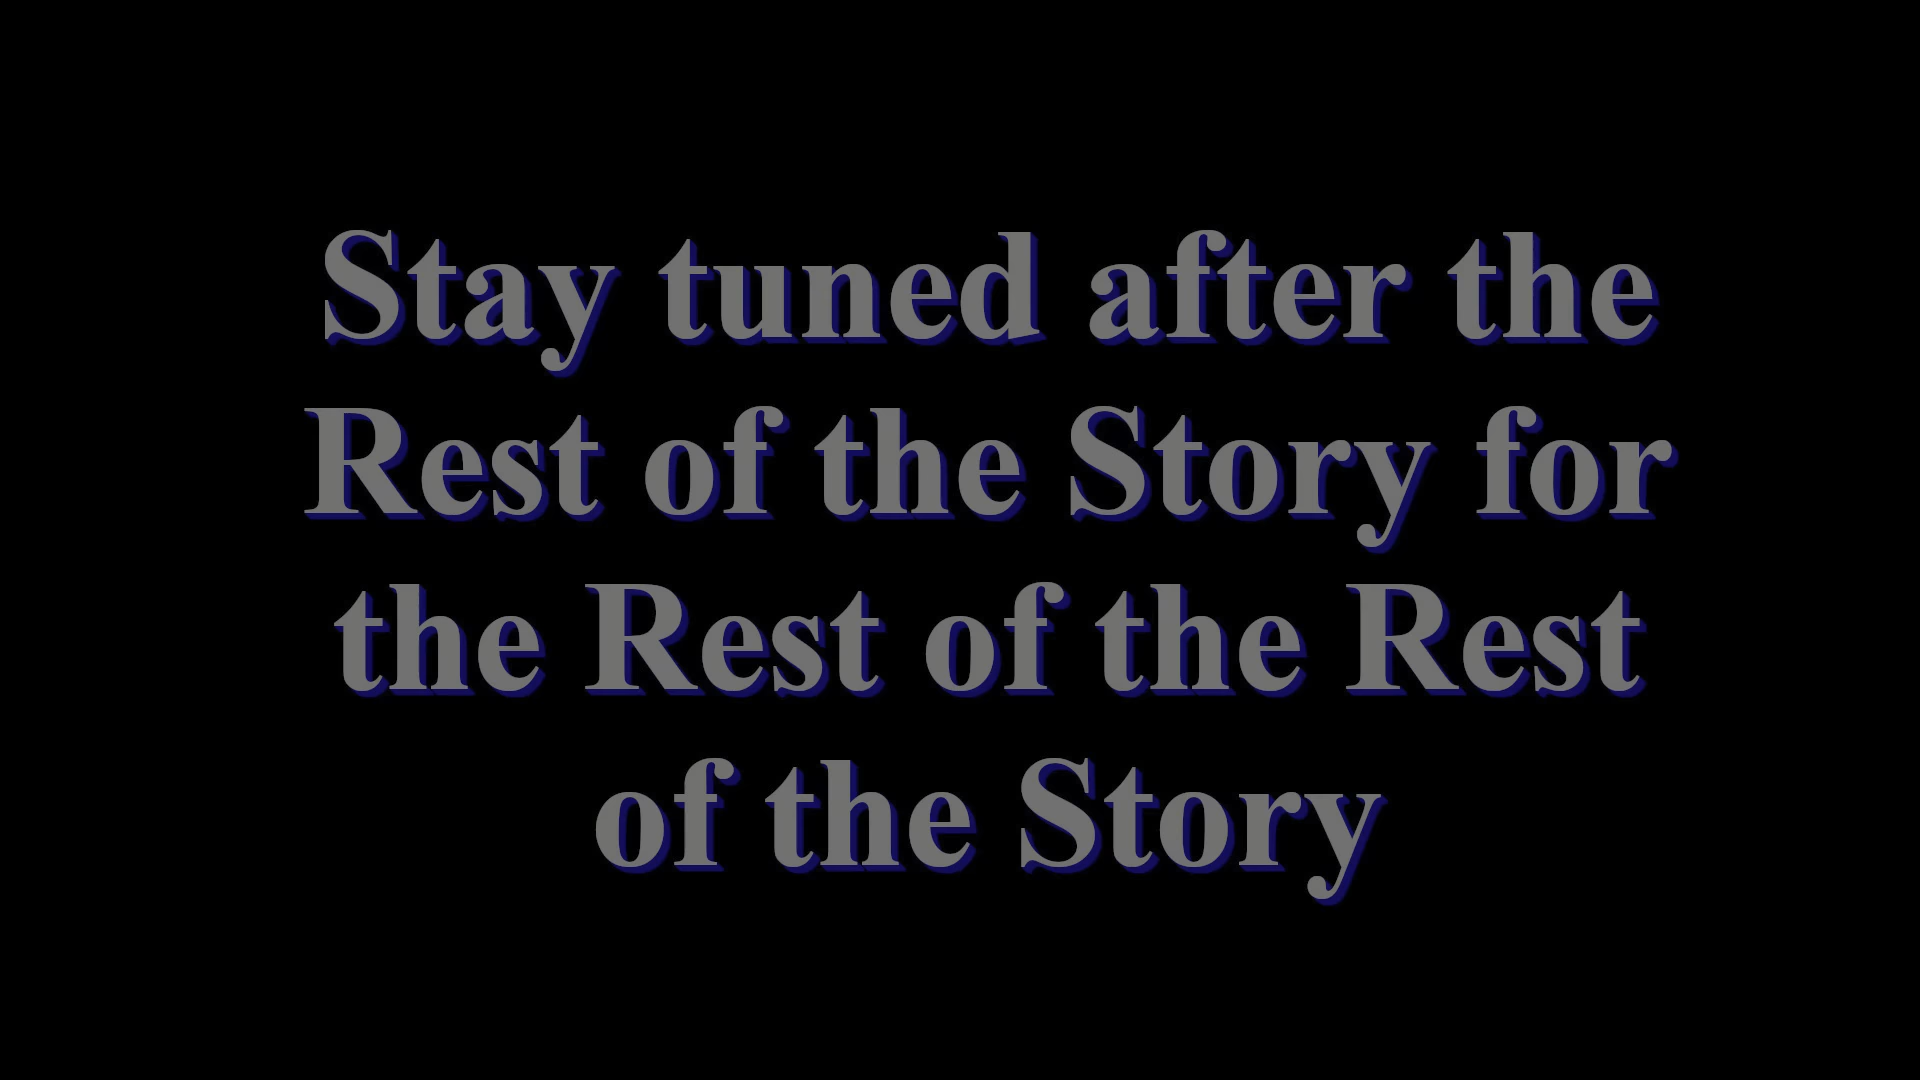 Stay tuned after the
Rest of the Story for
the Rest of the Rest
of the Story